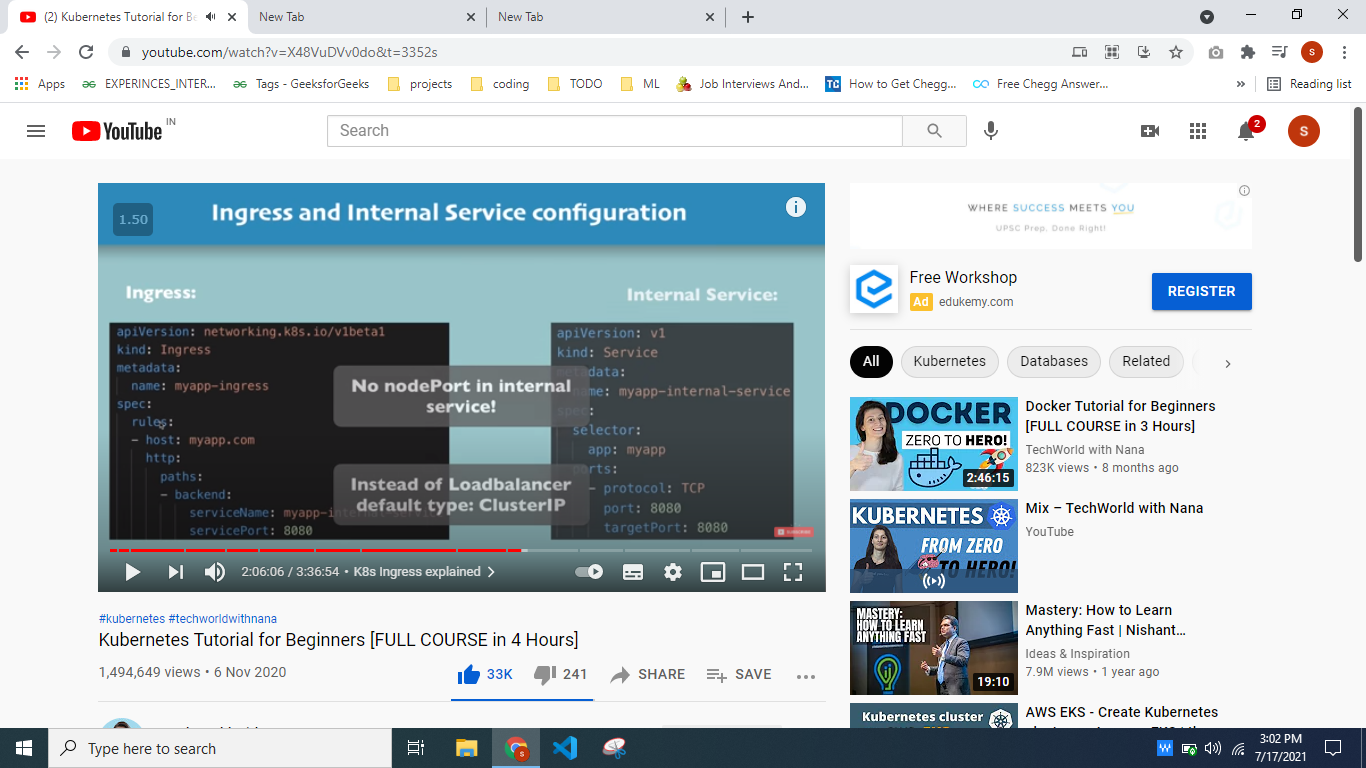 (2) Kubernetes Tutorial for Be
New Tab
New Tab
youtube.com/watch?v=X48VuDVv0do&t=3352s
S
Apps
EXPERINCES_INTER...
Tags - GeeksforGeeks
projects
coding
TODO
ML
Job Interviews And...
TC
How to Get Chegg...
Free Chegg Answer...
»
Reading list
YouTube IN
Search
2
S
1.50
Ingress and Internal Service configuration
Ingress:
apiVersion: networking.k8s.io/v1beta1
kind: Ingress
metadata:
name: myapp-ingress
spec:
rules:
- host: myapp.com
http:
paths:
- backend:
serviceName: myapp-internal-service
servicePort: 8080
No nodePort in internal
service!
Instead of Loadbalancer
default type: ClusterIP
Internal Service:
apiVersion: v1
kind: Service
metadata:
name: myapp-internal-service
spec:
selector:
app: myapp
ports:
- protocol: TCP
port: 8080
targetPort: 8080
SUBSCRIBE
2:06:06 / 3:36:54 • K8s Ingress explained
#kubernetes #techworldwithnana
Kubernetes Tutorial for Beginners [FULL COURSE in 4 Hours]
1,494,649 views • 6 Nov 2020
33K
241
SHARE
SAVE
WHERE SUCCESS MEETS YOU
UPSC Prep. Done Right!
Free Workshop
Ad edukemy.com
REGISTER
All
Kubernetes
Databases
Related
DOCKER
ZERO TO HERO!
2:46:15
Docker Tutorial for Beginners
[FULL COURSE in 3 Hours]
TechWorld with Nana
823K views • 8 months ago
KUBERNETES
FROM ZERO
TO HERO!
Mix – TechWorld with Nana
YouTube
MASTERY:
HOW TO LEARN
ANYTHING FAST
19:10
Mastery: How to Learn
Anything Fast | Nishant...
Ideas & Inspiration
7.9M views • 1 year ago
Kubernetes cluster
AWS EKS - Create Kubernetes
Type here to search
S
W
3:02 PM
7/17/2021